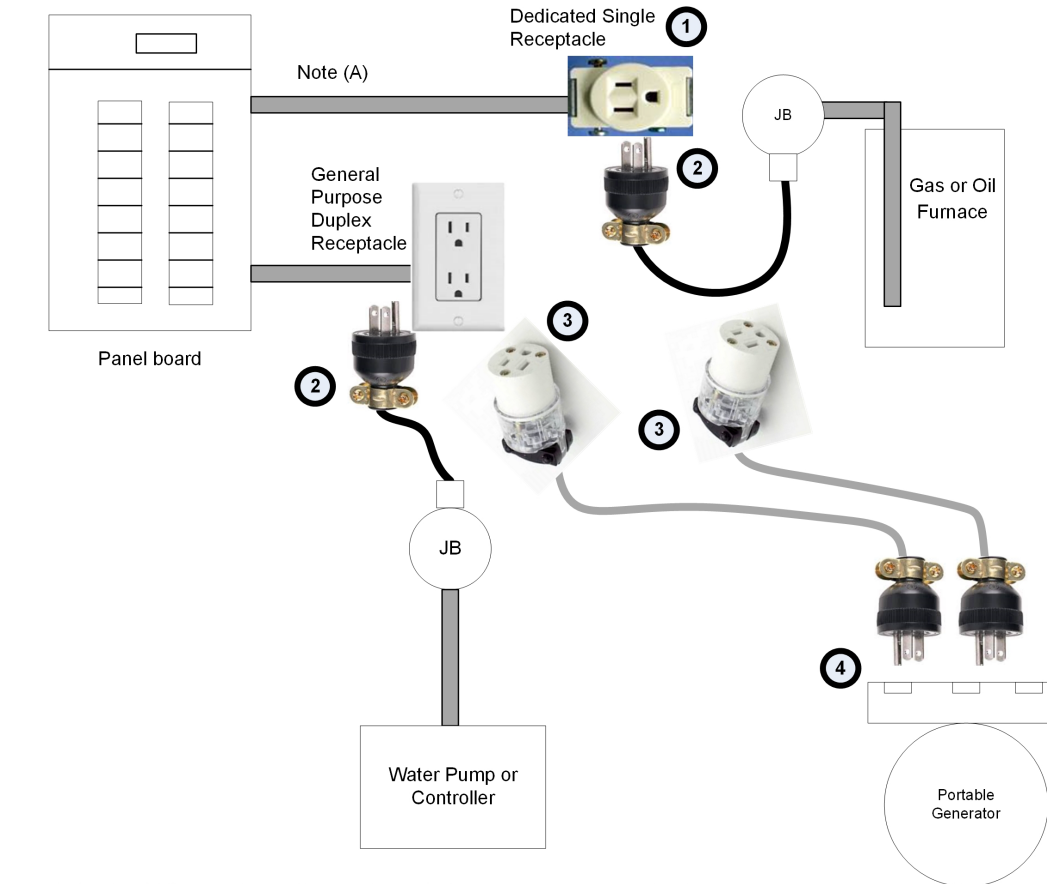 Dedicated Single
Receptacle
1
Note (A)
JB
2
General
Purpose
Duplex
Receptacle
Gas or Oil
Furnace
3
Panel board
2
3
JB
4
Water Pump or
Controller
Portable
Generator